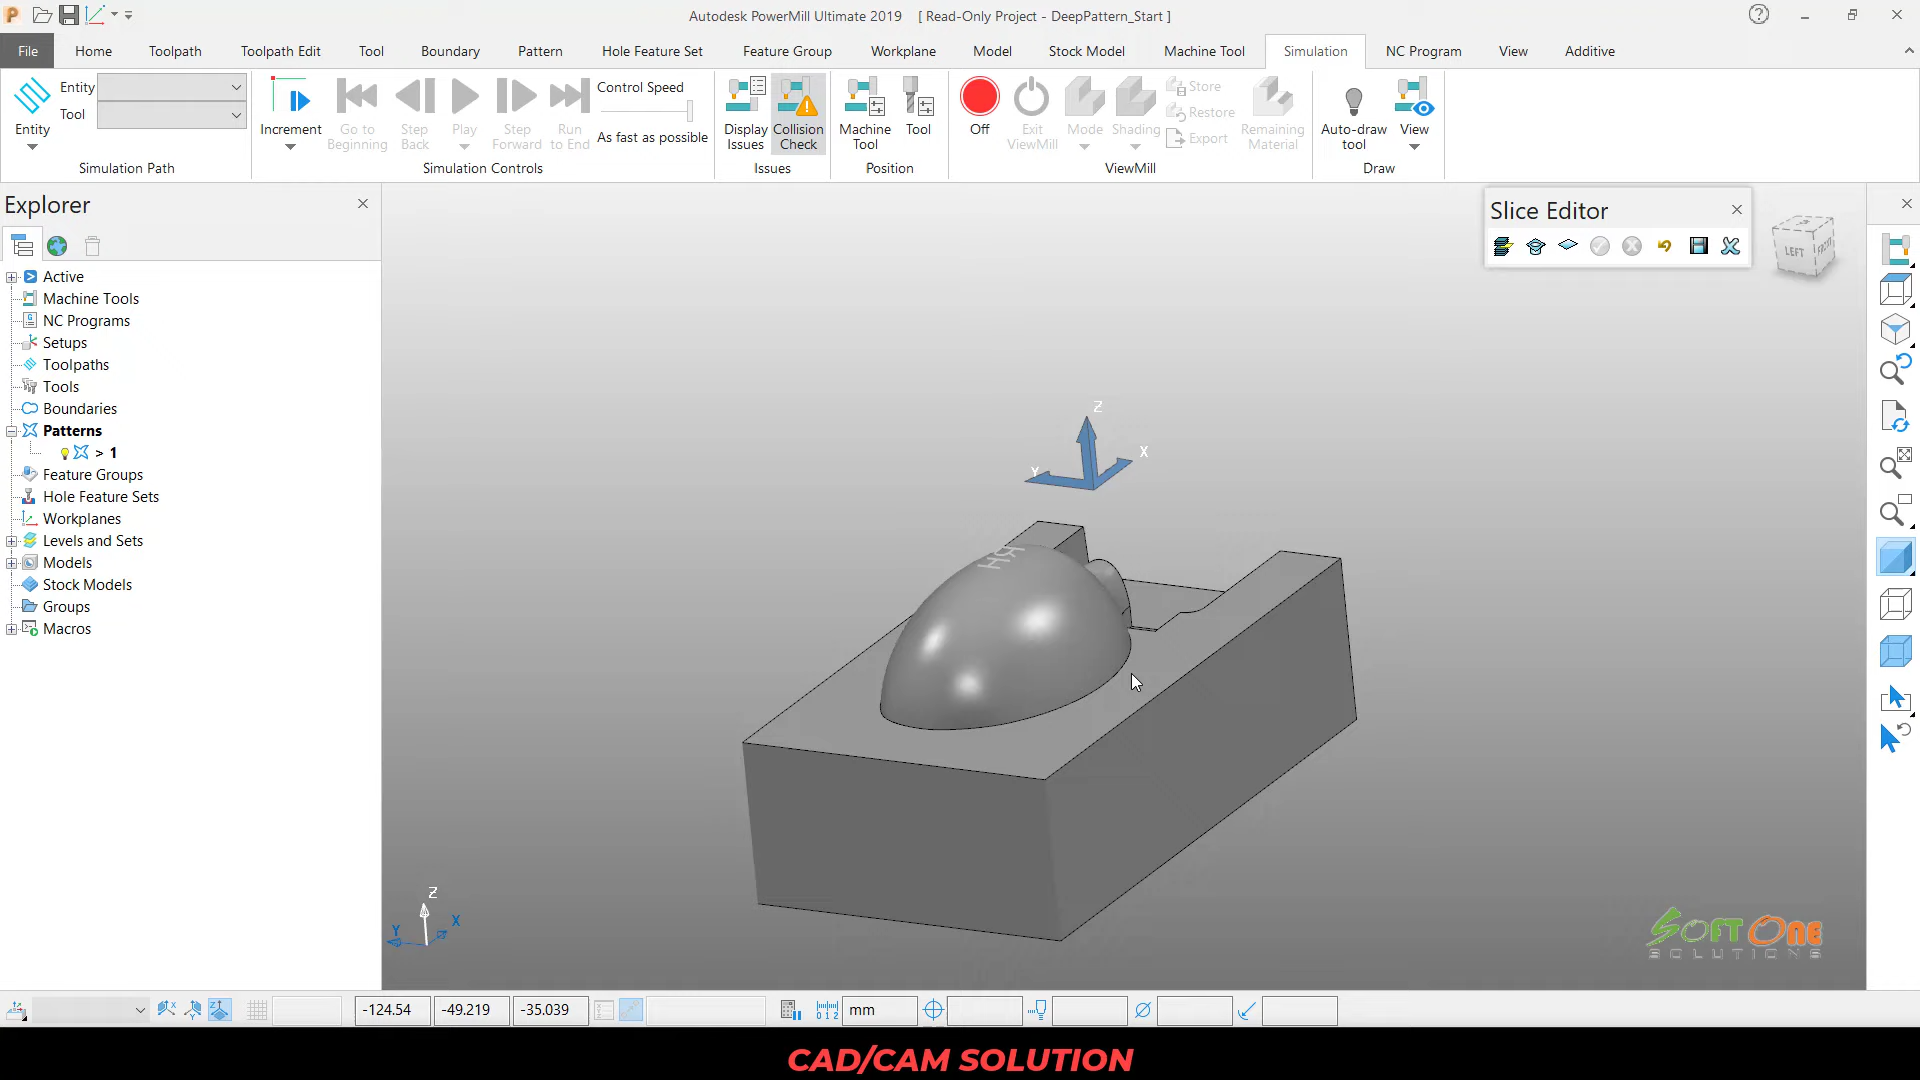 Autodesk PowerMill Ultimate 2019 [ Read-Only Project - DeepPattern_Start ]
File Home Toolpath Toolpath Edit Tool Boundary Pattern Hole Feature Set Feature Group Workplane Model Stock Model Machine Tool Simulation NC Program View Additive
Entity
Tool
Entity
Simulation Path
Increment
Go to Beginning
Step Back
Play
Step Forward
Run to End
Control Speed
As fast as possible
Simulation Controls
Display Issues
Collision Check
Issues
Machine Tool
Tool
Position
Off
Exit ViewMill
Mode
Shading
Store
Restore
Export
Remaining Material
ViewMill
Auto-draw tool
View
Draw
Explorer
Active
Machine Tools
NC Programs
Setups
Toolpaths
Tools
Boundaries
Patterns
> 1
Feature Groups
Hole Feature Sets
Workplanes
Levels and Sets
Models
Stock Models
Groups
Macros
Slice Editor
LEFT FRONT
Z
X
Y
RH
Z
X
Y
SOFT ONE
SOLUTIONS
-124.54 -49.219 -35.039 mm
CAD/CAM SOLUTION